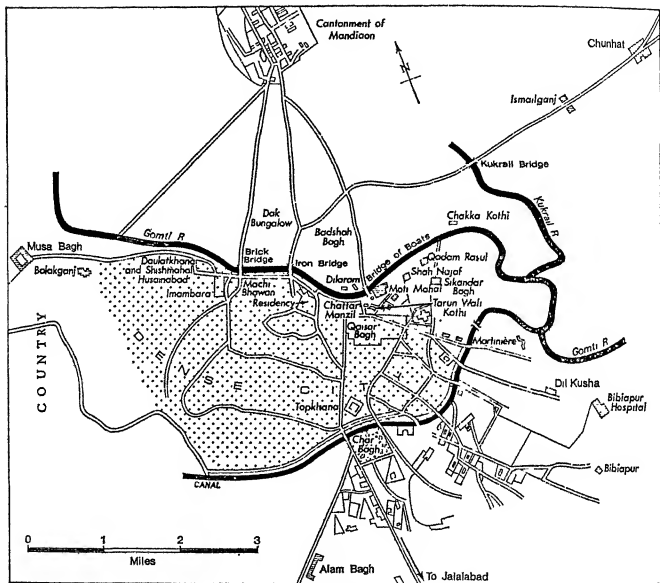 Cantonment of
Mandiaon
N
Chunhat
Ismailganj
Kukrail Bridge
Kukrail R
Dak
Bungalow
Badshah
Bagh
Chakka Kothi
Gomti R
Musa Bagh
Balakganj
Brick
Bridge
Iron Bridge
Bridge of Boats
Qadam Rasul
Shah Najaf
Sikandar
Bagh
Daulatkhana
and Shishmahal
Husainabad
Imambara
Machi
Bhawan
Residency
Dilaram
Moti Mahal
Chattar
Manzil
Tarun Wali
Kothi
Qaisar
Bagh
Martinière
Gomti R
COUNTRY
DENSE CITY
Dil Kusha
Bibiapur
Hospital
Topkhana
Char
Bagh
Bibiapur
CANAL
0 1 2 3
Miles
Alam Bagh
To Jalalabad